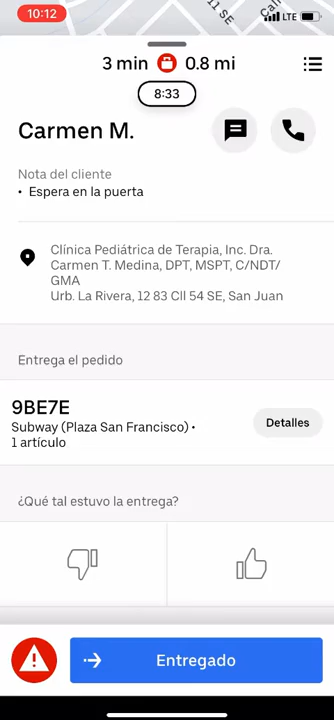 10:12
11 SE
LTE
3 min 0.8 mi
8:33
Carmen M.
Nota del cliente
• Espera en la puerta
Clínica Pediátrica de Terapia, Inc. Dra.
Carmen T. Medina, DPT, MSPT, C/NDT/
GMA
Urb. La Rivera, 12 83 Cll 54 SE, San Juan
Entrega el pedido
9BE7E
Subway (Plaza San Francisco) •
1 artículo
Detalles
¿Qué tal estuvo la entrega?
Entregado